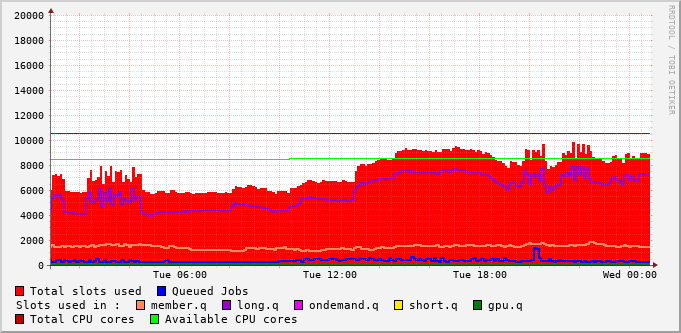 20000
18000
16000
14000
12000
10000
8000
6000
4000
2000
0
Tue 06:00 Tue 12:00 Tue 18:00 Wed 00:00
Total slots used Queued Jobs
Slots used in : member.q long.q ondemand.q short.q gpu.q
Total CPU cores Available CPU cores
RRDTOOL / TOBI OETIKER